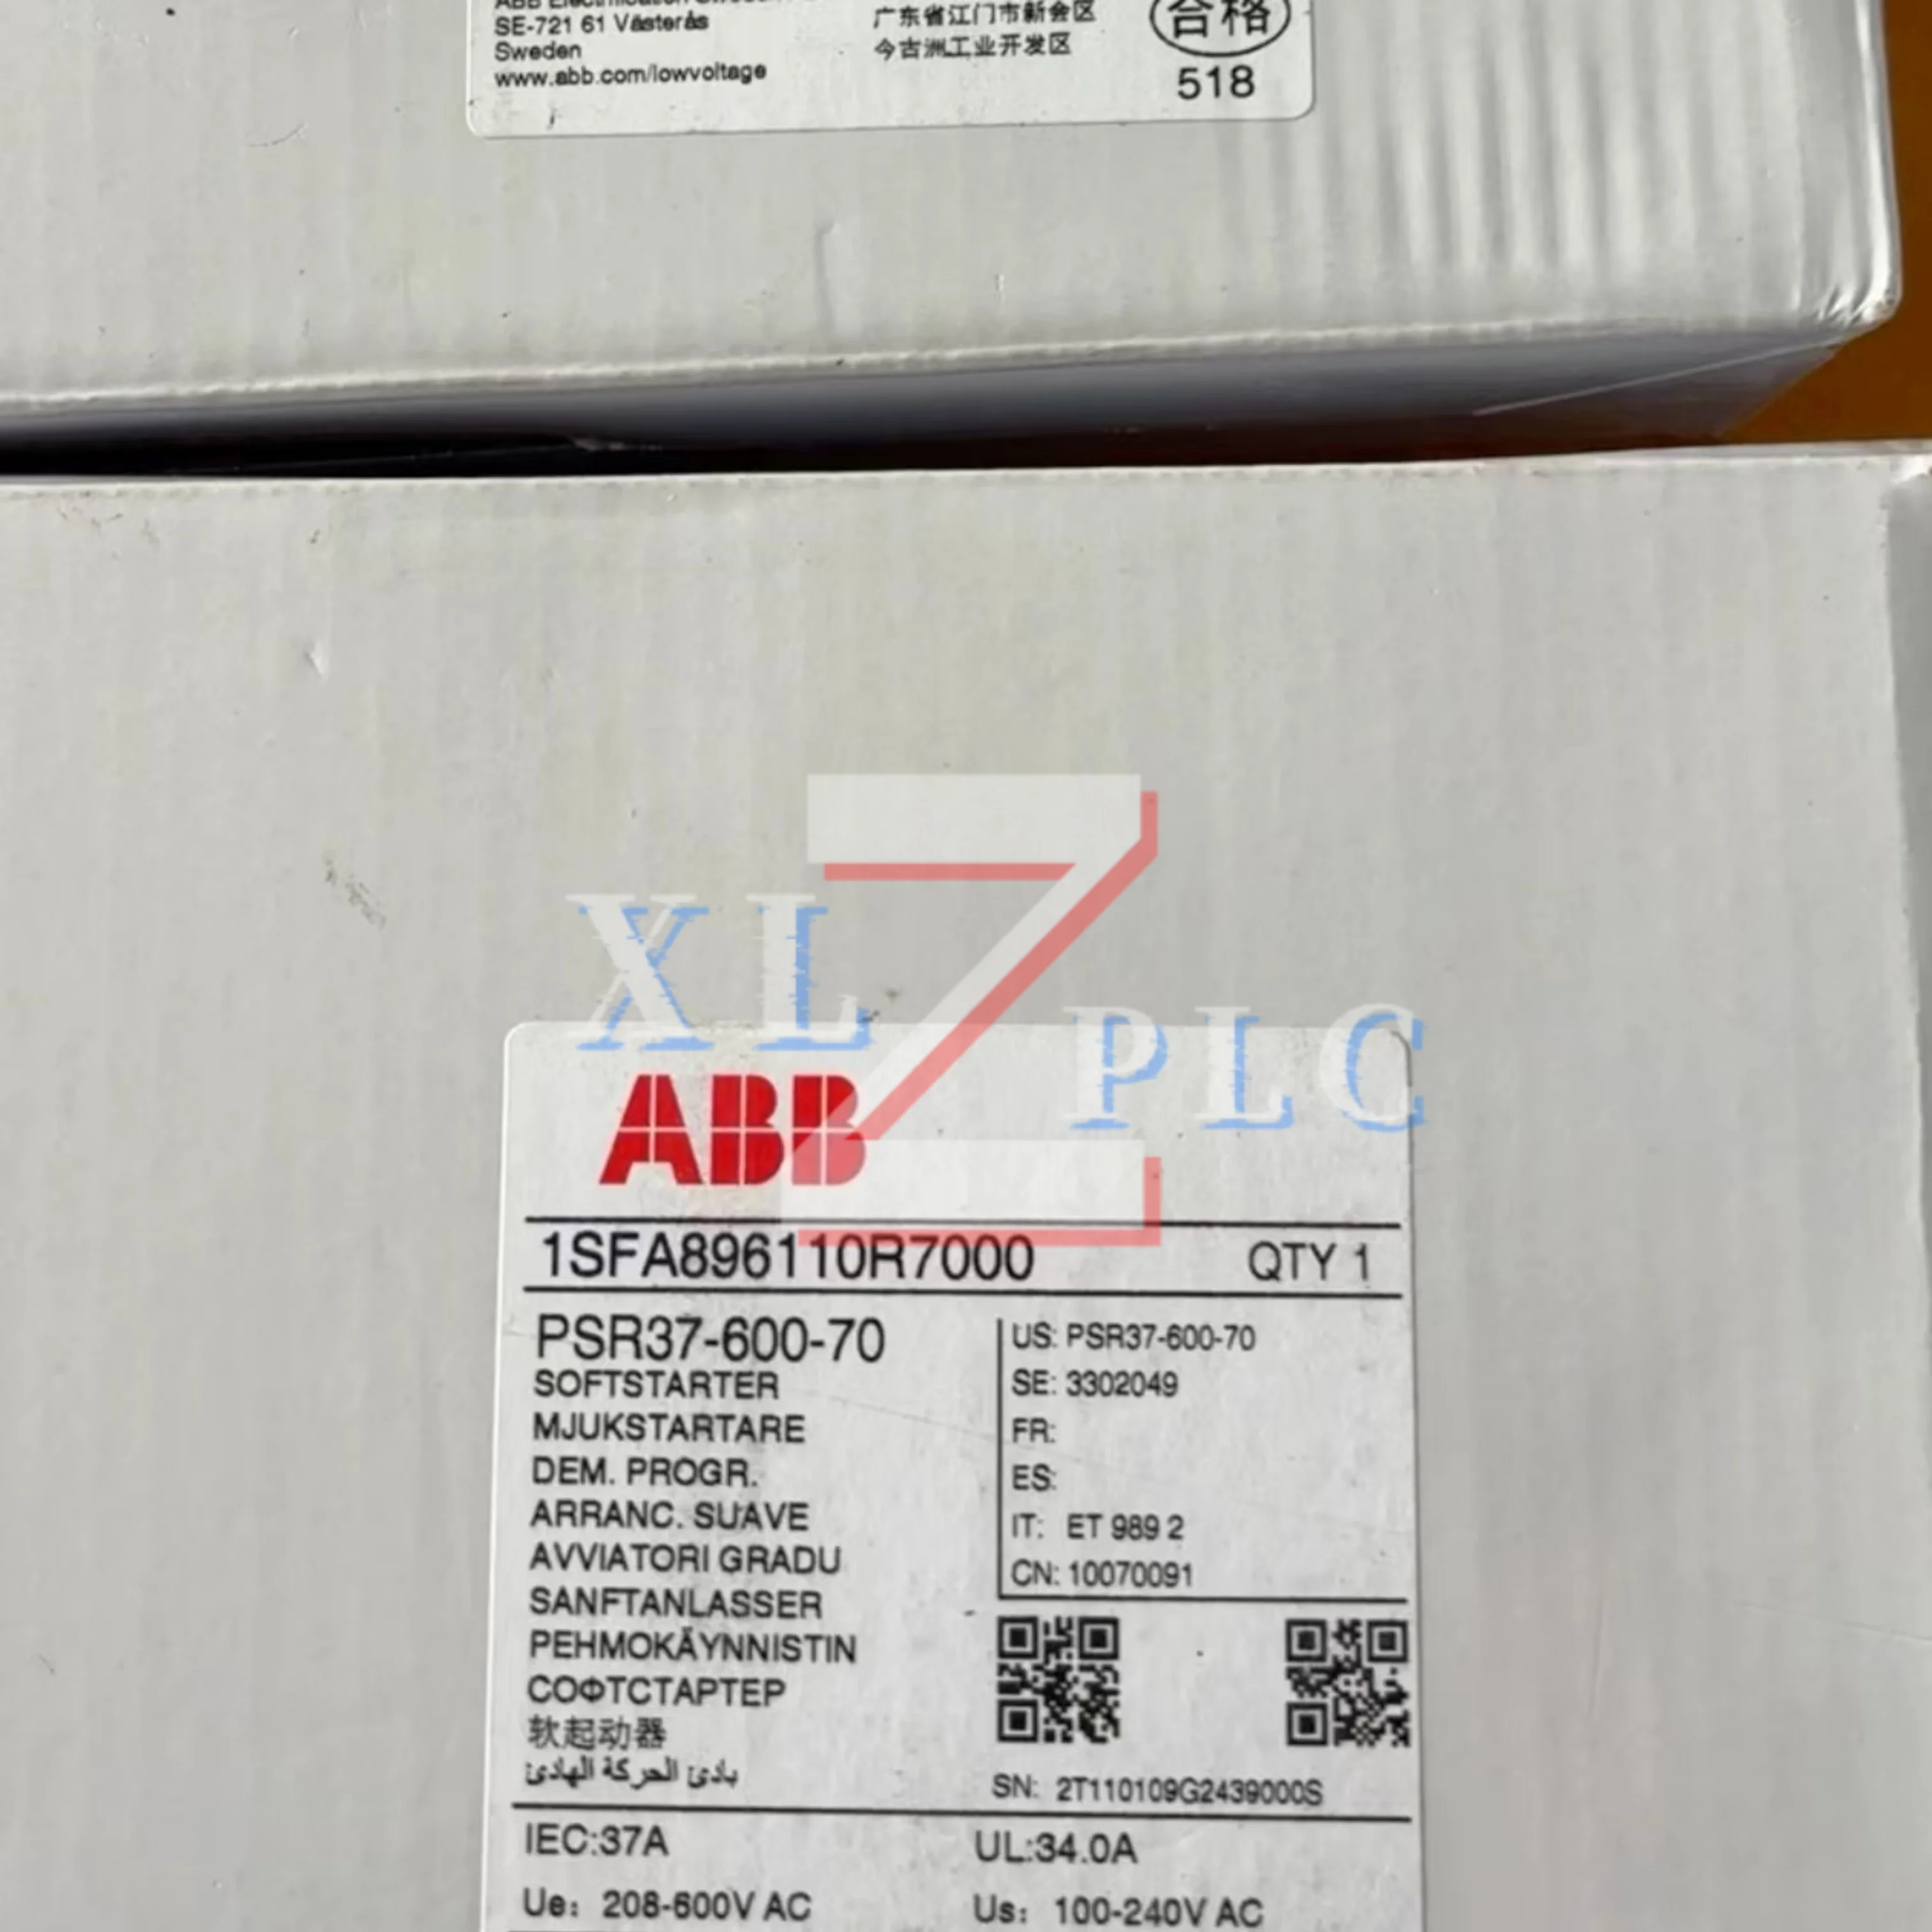 ABB Electrification Sweden
SE-721 61 Västerås
Sweden
www.abb.com/lowvoltage
广东省江门市新会区
今古洲工业开发区
合格
518
XLZ PLC
ABB
1SFA896110R7000 QTY 1
PSR37-600-70
SOFTSTARTER
MJUKSTARTARE
DEM. PROGR.
ARRANC. SUAVE
AVVIATORI GRADU
SANFTANLASSER
PEHMOKÄYNNISTIN
СОФТСТАРТЕР
软起动器
بادئ الحركة الهادئ
US: PSR37-600-70
SE: 3302049
FR:
ES:
IT: ET 989 2
CN: 10070091
SN: 2T110109G2439000S
IEC:37A UL:34.0A
Ue: 208-600V AC Us: 100-240V AC